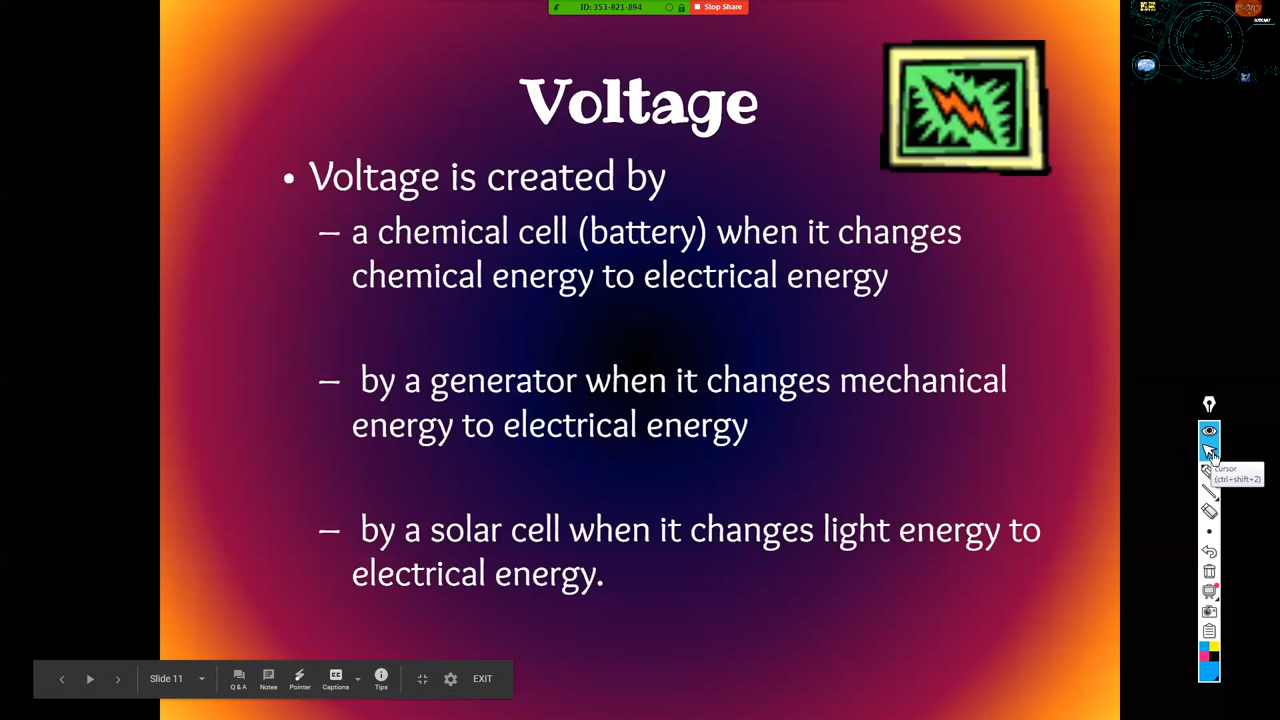 ID: 353-821-894
Stop Share
Voltage
• Voltage is created by
– a chemical cell (battery) when it changes
chemical energy to electrical energy
– by a generator when it changes mechanical
energy to electrical energy
– by a solar cell when it changes light energy to
electrical energy.
cursor
(ctrl+shift+2)
Slide 11
Q & A
Notes
Pointer
CC
Captions
Tips
EXIT